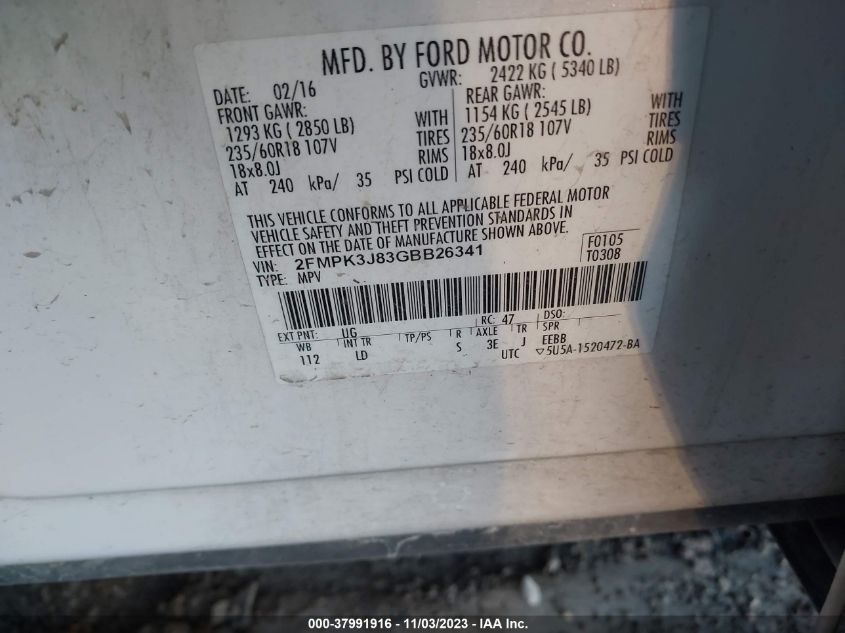 MFD. BY FORD MOTOR CO.
DATE: 02/16 GVWR: 2422 KG ( 5340 LB)
FRONT GAWR: REAR GAWR:
1293 KG ( 2850 LB) WITH 1154 KG ( 2545 LB) WITH
235/60R18 107V TIRES 235/60R18 107V TIRES
18x8.0J RIMS 18x8.0J RIMS
AT 240 kPa/ 35 PSI COLD AT 240 kPa/ 35 PSI COLD
THIS VEHICLE CONFORMS TO ALL APPLICABLE FEDERAL MOTOR
VEHICLE SAFETY AND THEFT PREVENTION STANDARDS IN
EFFECT ON THE DATE OF MANUFACTURE SHOWN ABOVE.
VIN: 2FMPK3J83GBB26341 F0105
TYPE: MPV T0308
EXT PNT: UG RC: 47 DSO:
WB INT TR TP/PS R AXLE TR SPR
112 LD S 3E J EEBB
UTC ▽5U5A-1520472-BA
000-37991916 - 11/03/2023 - IAA Inc.